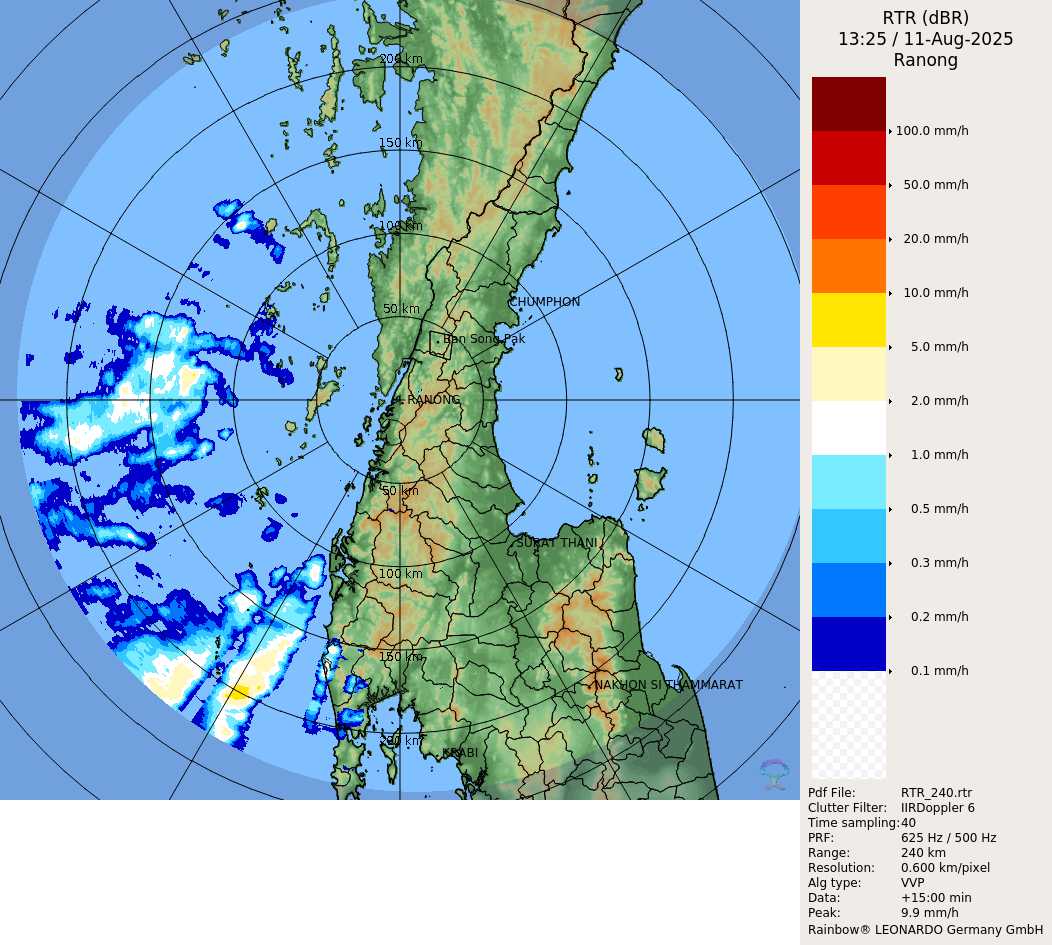 RTR (dBR)
13:25 / 11-Aug-2025
Ranong
100.0 mm/h
50.0 mm/h
20.0 mm/h
10.0 mm/h
5.0 mm/h
2.0 mm/h
1.0 mm/h
0.5 mm/h
0.3 mm/h
0.2 mm/h
0.1 mm/h
200 km
150 km
100 km
CHUMPHON
50 km
Ban Song Pak
RANONG
50 km
SURAT THANI
100 km
150 km
NAKHON SI THAMMARAT
200 km
KRABI
Pdf File: RTR_240.rtr
Clutter Filter: IIRDoppler 6
Time sampling:40
PRF: 625 Hz / 500 Hz
Range: 240 km
Resolution: 0.600 km/pixel
Alg type: VVP
Data: +15:00 min
Peak: 9.9 mm/h
Rainbow® LEONARDO Germany GmbH